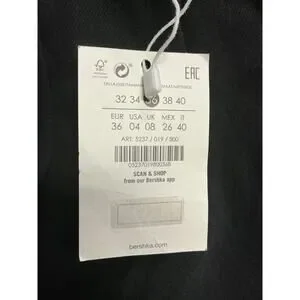 FSC
EAC
32 34 36 38 40
EUR USA UK MEX IT
36 04 08 26 40
ART: 5237 / 019 / 800
SCAN & SHOP
from our Bershka app
bershka.com